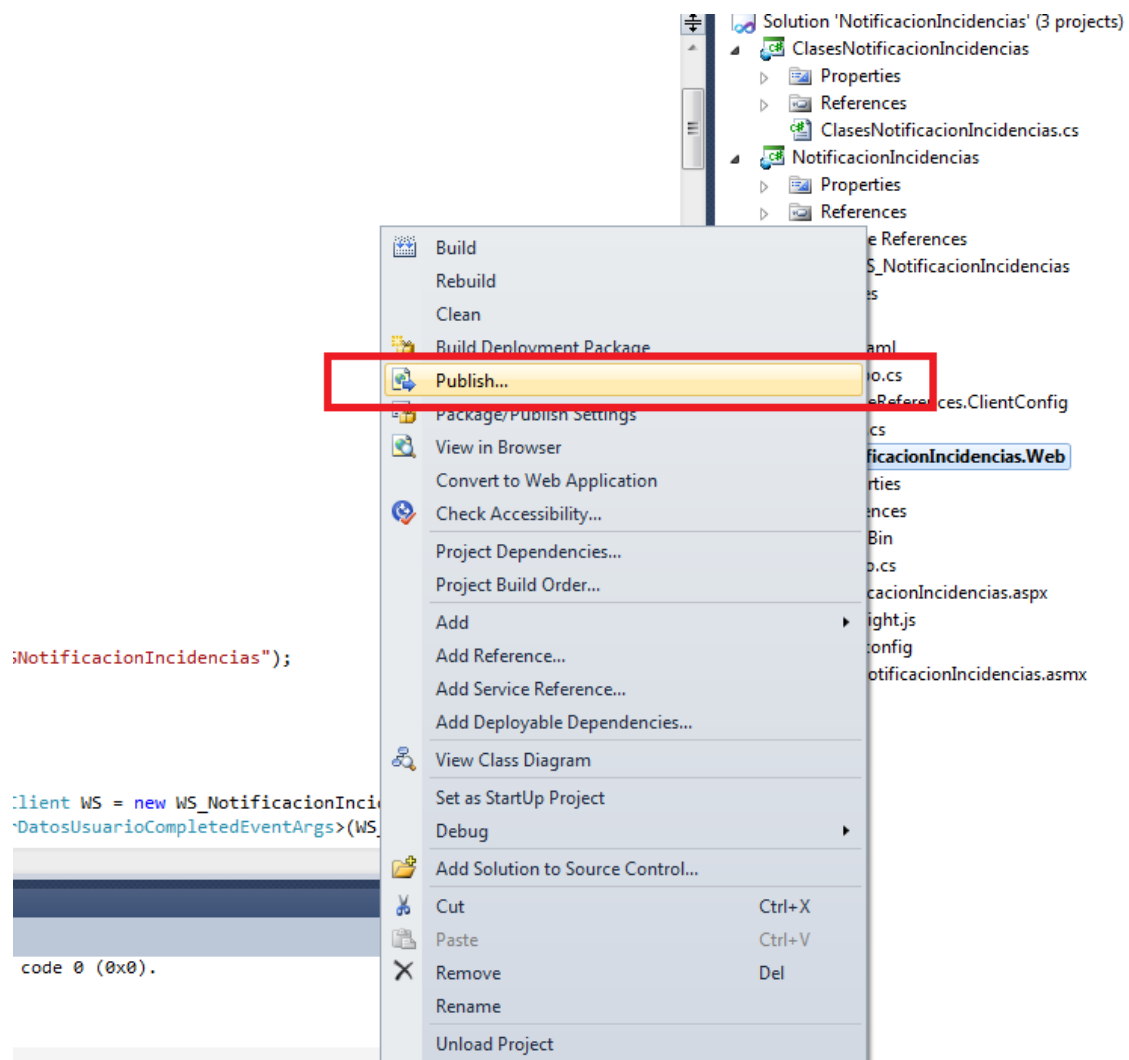 Solution 'NotificacionIncidencias' (3 projects)
ClasesNotificacionIncidencias
Properties
References
ClasesNotificacionIncidencias.cs
NotificacionIncidencias
Properties
References
e References
S_NotificacionIncidencias
es
aml
o.cs
eReferences.ClientConfig
.cs
ficacionIncidencias.Web
rties
ences
Bin
o.cs
cacionIncidencias.aspx
ight.js
config
otificacionIncidencias.asmx
Build
Rebuild
Clean
Build Deployment Package
Publish...
Package/Publish Settings
View in Browser
Convert to Web Application
Check Accessibility...
Project Dependencies...
Project Build Order...
Add
Add Reference...
Add Service Reference...
Add Deployable Dependencies...
View Class Diagram
Set as StartUp Project
Debug
Add Solution to Source Control...
Cut Ctrl+X
Paste Ctrl+V
Remove Del
Rename
Unload Project
SNotificacionIncidencias");
Client WS = new WS_NotificacionInci
rDatosUsuarioCompletedEventArgs>(WS_
code 0 (0x0).